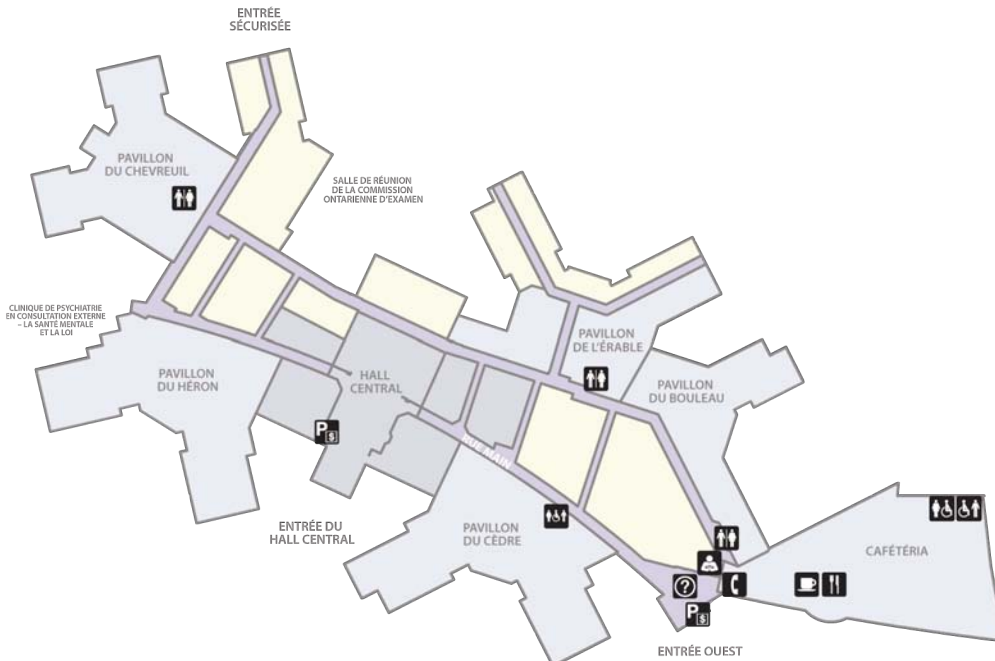 ENTRÉE
SÉCURISÉE
PAVILLON
DU CHEVREUIL
SALLE DE RÉUNION
DE LA COMMISSION
ONTARIENNE D'EXAMEN
CLINIQUE DE PSYCHIATRIE
EN CONSULTATION EXTERNE
– LA SANTÉ MENTALE
ET LA LOI
PAVILLON
DE L'ÉRABLE
PAVILLON
DU HÉRON
HALL
CENTRAL
PAVILLON
DU BOULEAU
P $
RUE MAIN
ENTRÉE DU
HALL CENTRAL
PAVILLON
DU CÈDRE
CAFÉTÉRIA
?
P $
ENTRÉE OUEST